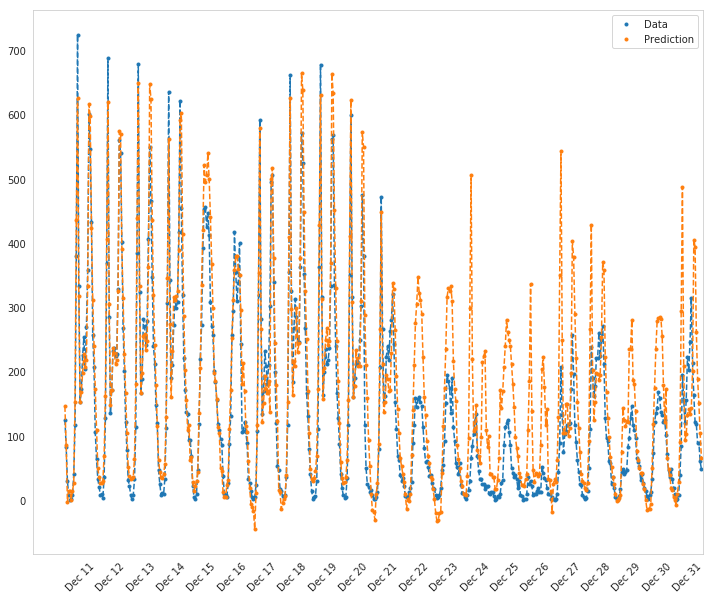 Data
Prediction
700
600
500
400
300
200
100
0
Dec 11
Dec 12
Dec 13
Dec 14
Dec 15
Dec 16
Dec 17
Dec 18
Dec 19
Dec 20
Dec 21
Dec 22
Dec 23
Dec 24
Dec 25
Dec 26
Dec 27
Dec 28
Dec 29
Dec 30
Dec 31